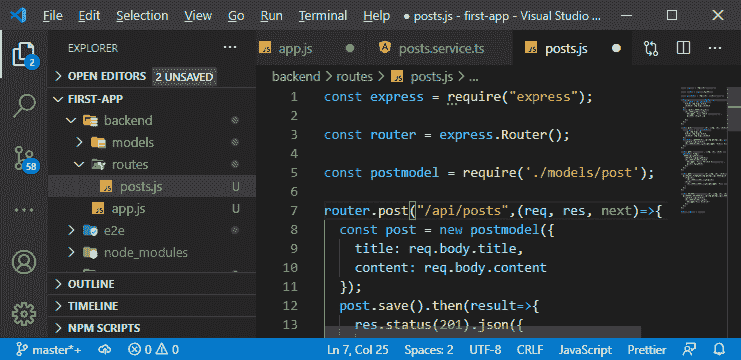 File Edit Selection View Go Run Terminal Help ● posts.js - first-app - Visual Studio ...
2
58
EXPLORER
OPEN EDITORS 2 UNSAVED
FIRST-APP
backend
models
routes
JS posts.js U
JS app.js U
e2e
node_modules
OUTLINE
TIMELINE
NPM SCRIPTS
JS app.js ● posts.service.ts JS posts.js ●
backend > routes > JS posts.js > ...
1 const express = require("express");
2
3 const router = express.Router();
4
5 const postmodel = require('./models/post');
6
7 router.post("/api/posts",(req, res, next)=>{
8 const post = new postmodel({
9 title: req.body.title,
10 content: req.body.content
11 });
12 post.save().then(result=>{
13 res.status(201).json({
master*+ 0 0 Ln 7, Col 25 Spaces: 2 UTF-8 CRLF JavaScript Prettier